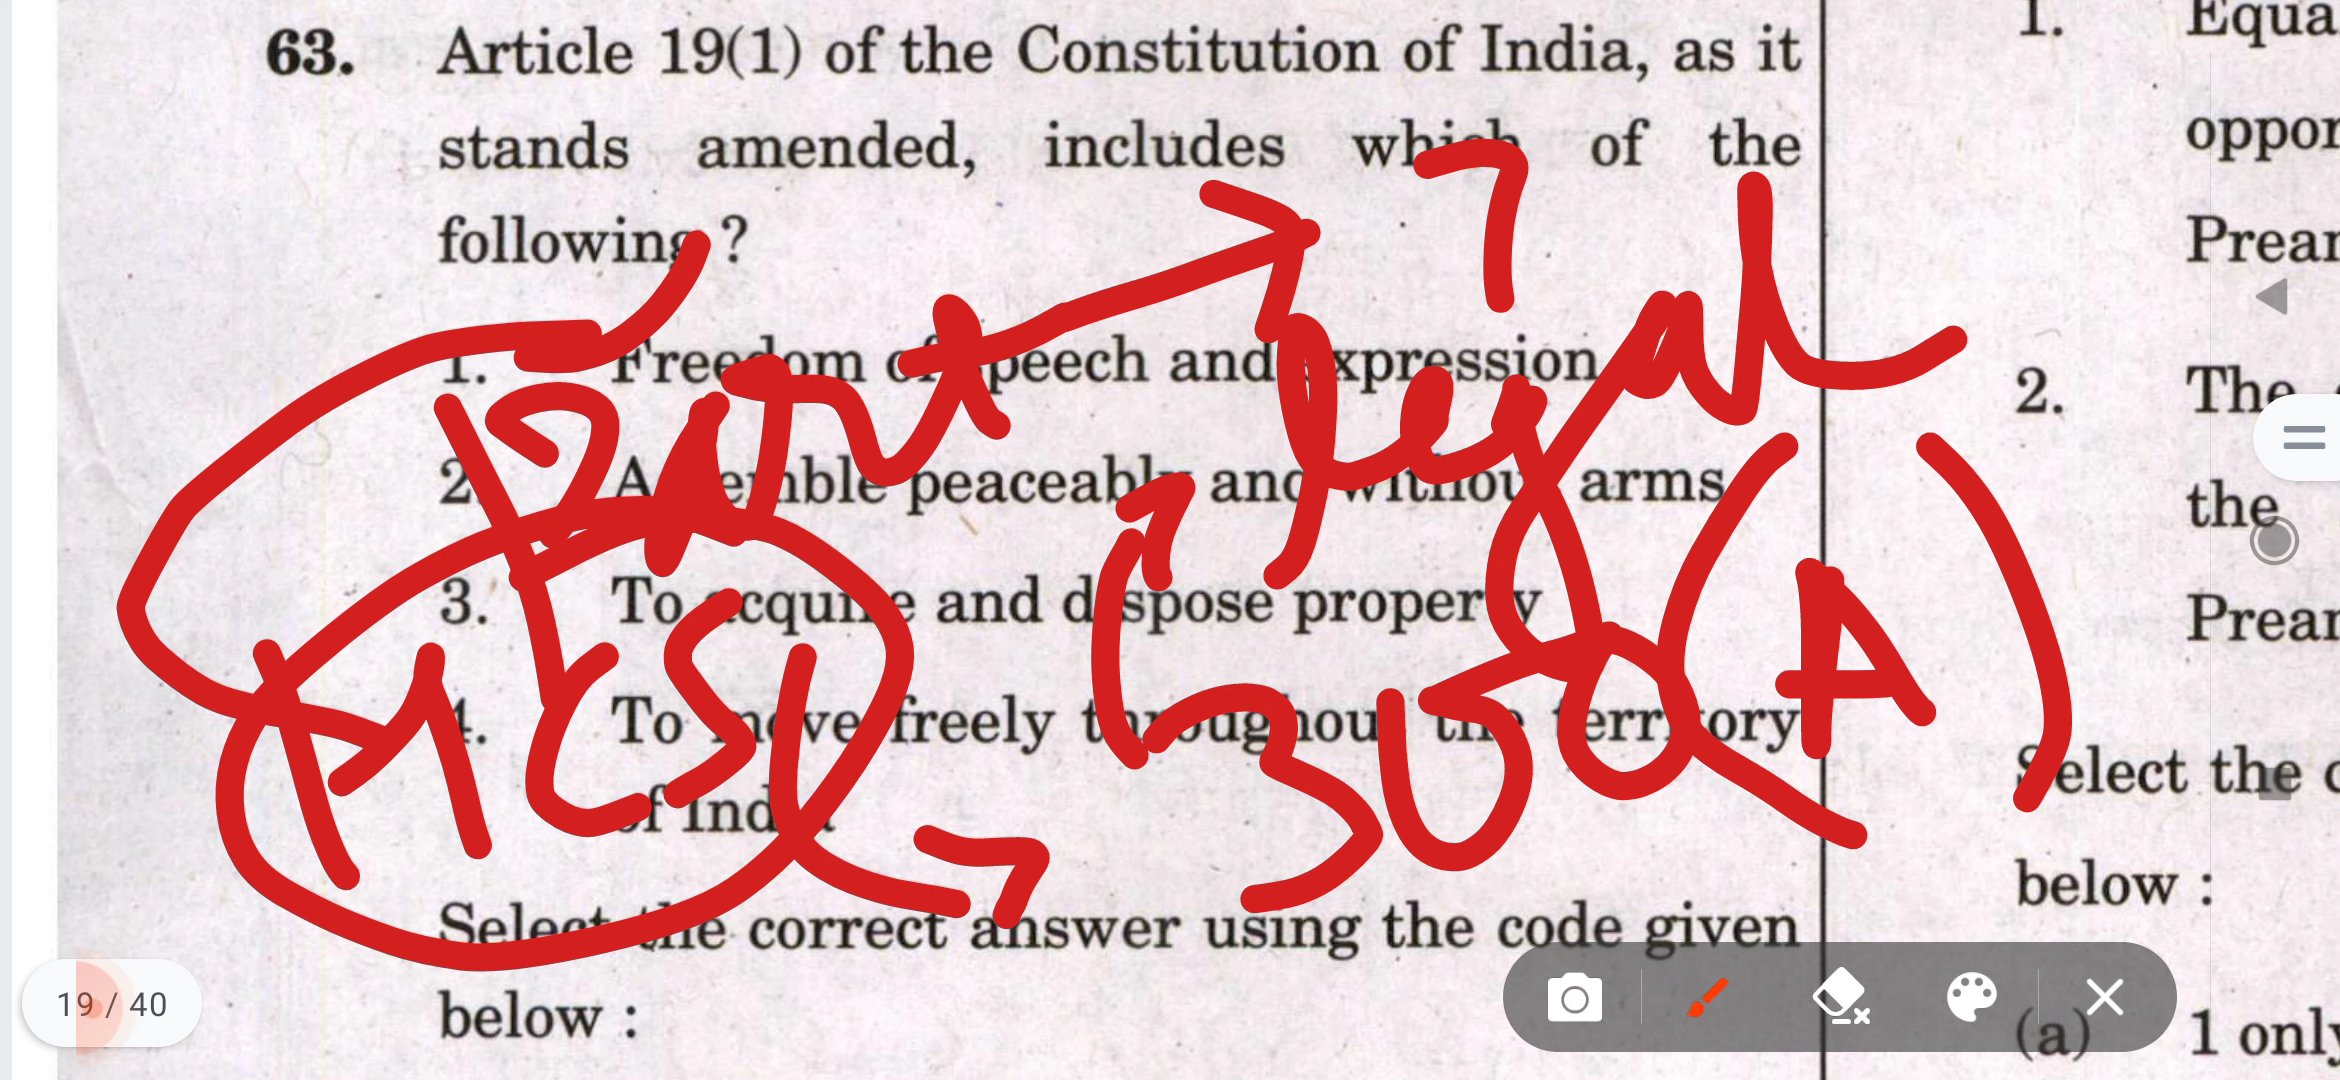 63. Article 19(1) of the Constitution of India, as it
stands amended, includes which of the
following ?
1. Freedom of speech and expression
2. Assemble peaceably and without arms
3. To acquire and dispose property
4. To move freely throughout the territory
of India
Select the correct answer using the code given
below :
Part
legal
300
(A)
1. Equa
oppor
Prear
2. The
the
Prear
Select the c
below :
(a) 1 only
19 / 40